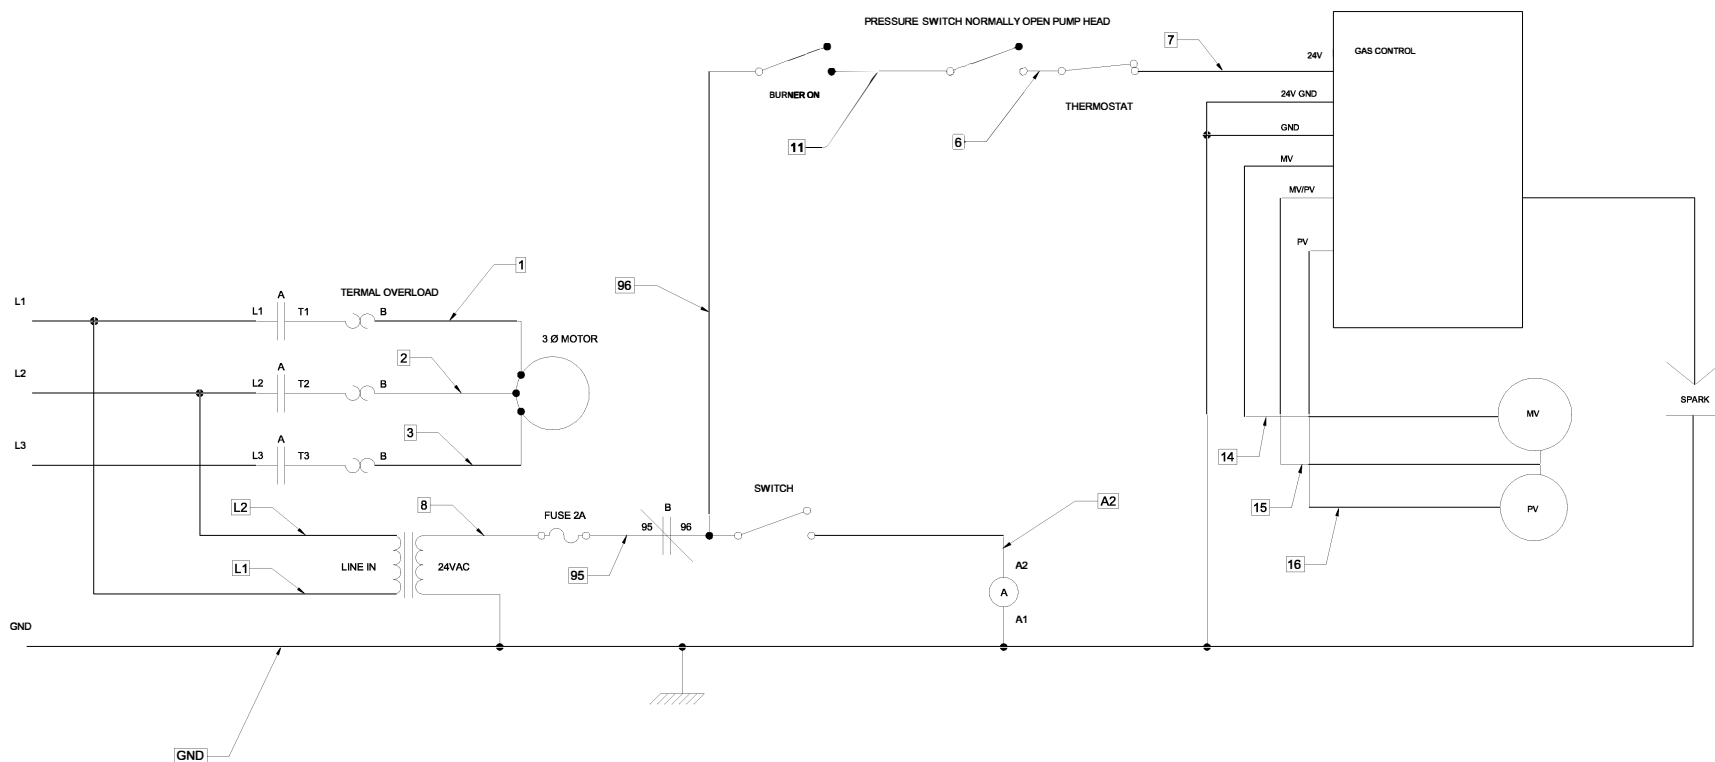 PRESSURE SWITCH NORMALLY OPEN PUMP HEAD
7
24V
GAS CONTROL
BURNER ON
24V GND
THERMOSTAT
GND
11
6
MV
MV/PV
PV
1
96
TERMAL OVERLOAD
L1
A
L1
T1
B
3 Ø MOTOR
2
L2
A
L2
T2
B
SPARK
MV
3
L3
A
L3
T3
B
14
SWITCH
L2
8
FUSE 2A
B
A2
15
PV
95
96
16
L1
LINE IN
24VAC
95
A2
A
A1
GND
GND